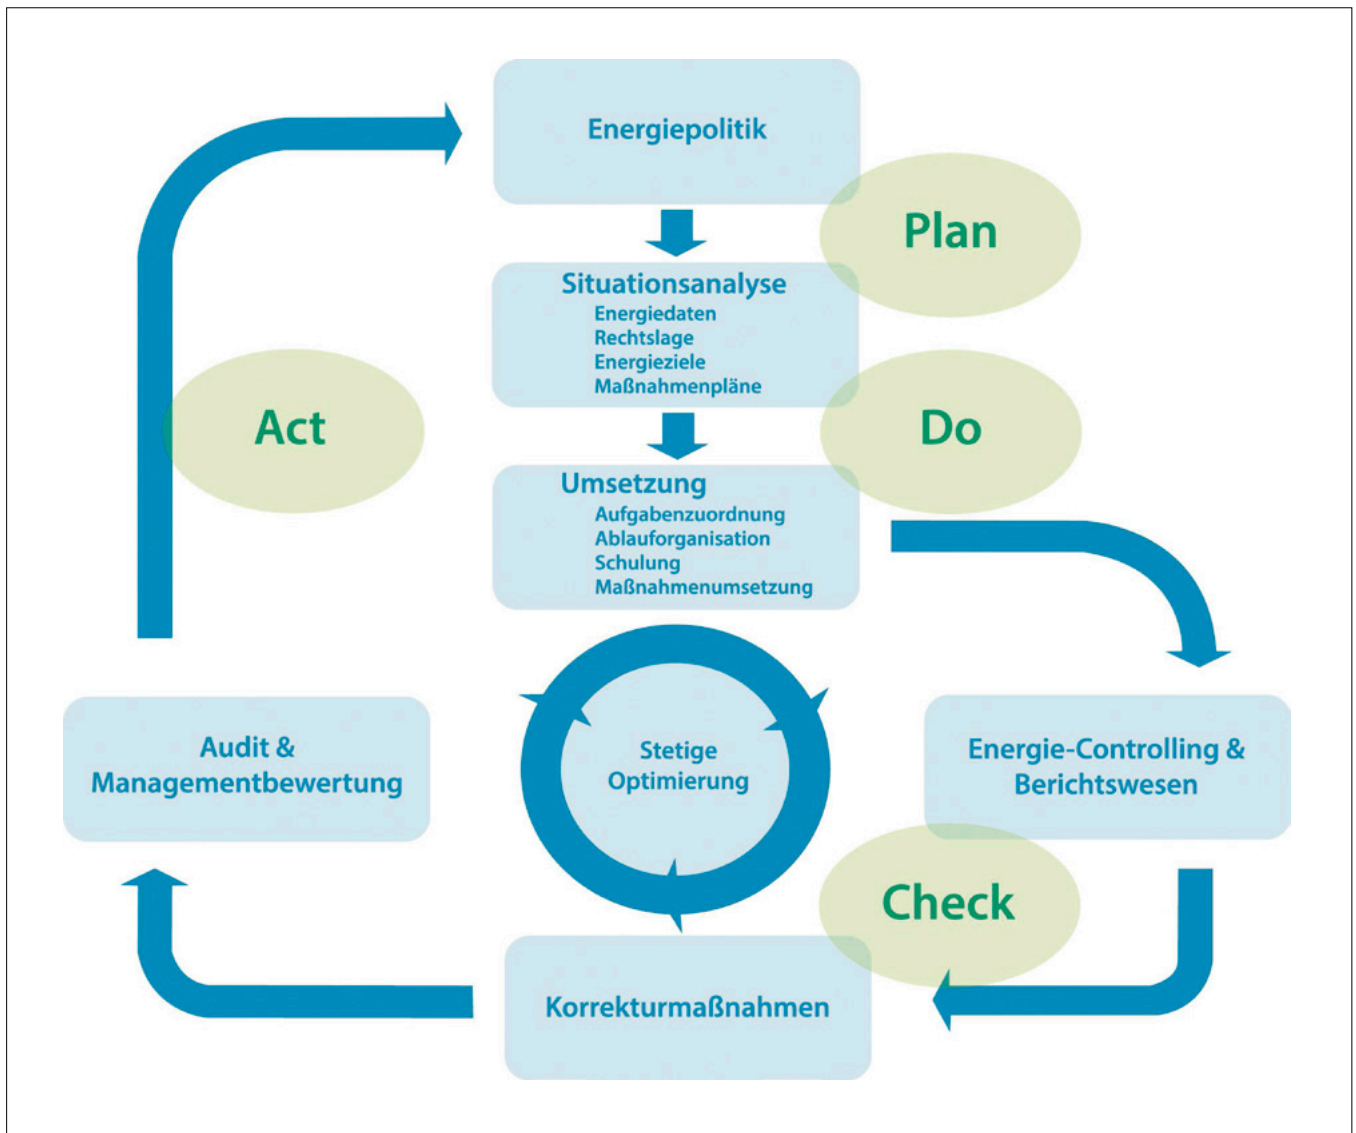 Energiepolitik
Plan
Situationsanalyse
Energiedaten
Rechtslage
Energieziele
Maßnahmenpläne
Act
Do
Umsetzung
Aufgabenzuordnung
Ablauforganisation
Schulung
Maßnahmenumsetzung
Audit &
Managementbewertung
Stetige
Optimierung
Energie-Controlling &
Berichtswesen
Check
Korrekturmaßnahmen